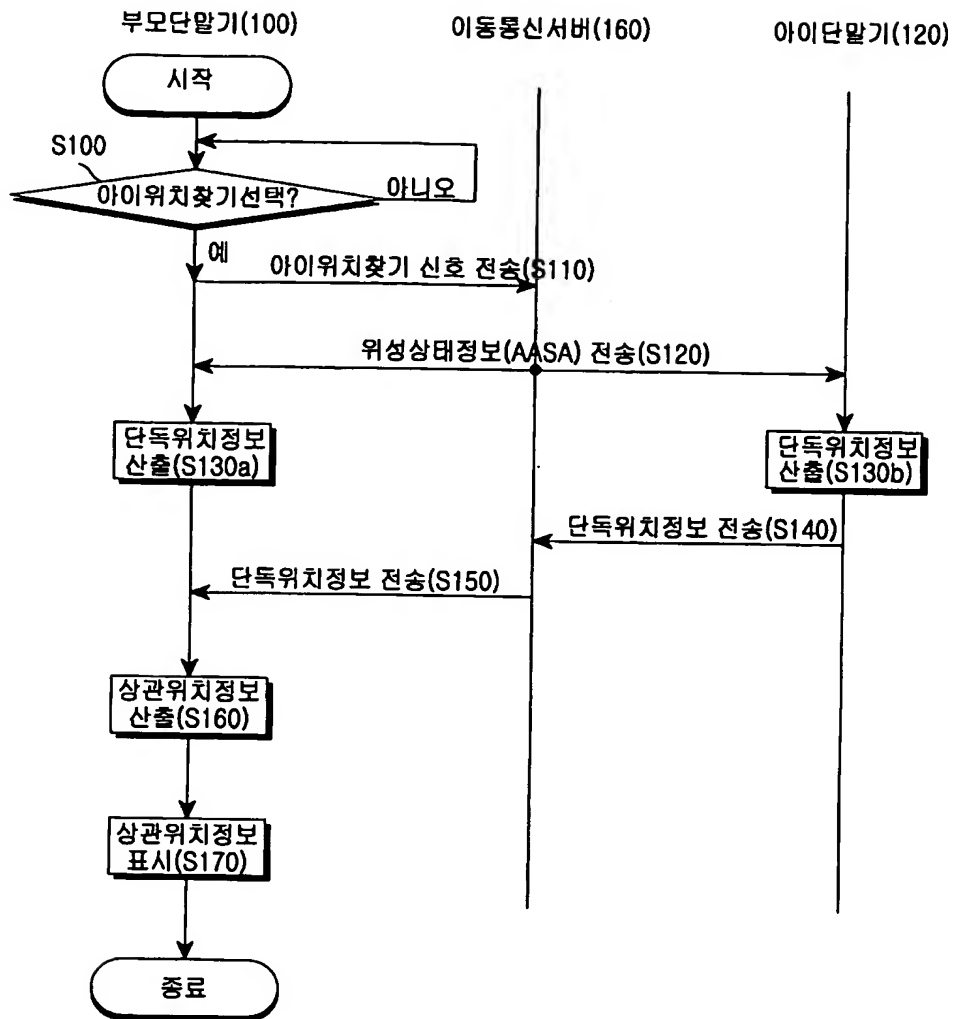 부모단말기(100)
이동통신서버(160)
아이단말기(120)
시작
S100
아이위치찾기선택?
아니오
예
아이위치찾기 신호 전송(S110)
위성상태정보(AASA) 전송(S120)
단독위치정보
산출(S130a)
단독위치정보
산출(S130b)
단독위치정보 전송(S140)
단독위치정보 전송(S150)
상관위치정보
산출(S160)
상관위치정보
표시(S170)
종료